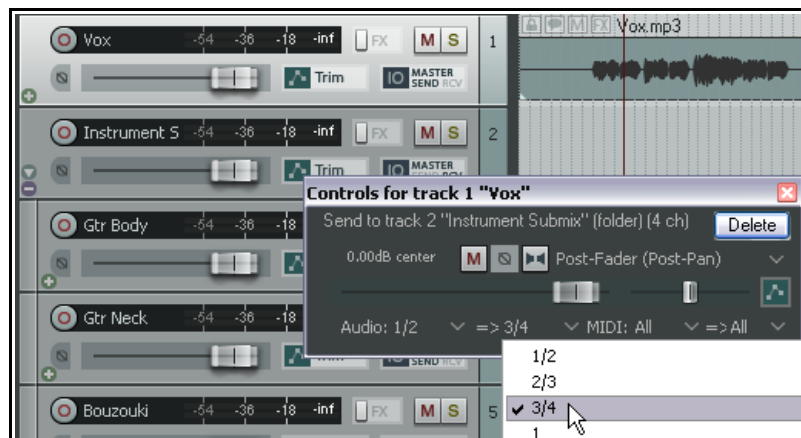 Vox -54 -36 -18 -inf FX M S 1
Trim IO MASTER SEND RCV
FX Vox.mp3
Instrument S -54 -36 -18 -inf FX M S 2
Trim IO MASTER
Controls for track 1 "Vox"
Send to track 2 "Instrument Submix" (folder) (4 ch) Delete
0.00dB center M Post-Fader (Post-Pan)
Audio: 1/2 => 3/4 MIDI: All => All
1/2
2/3
3/4
1
Gtr Body -54 -36 -18
Gtr Neck -54 -36 -18
SEND RCV
Bouzouki -54 -36 -18 -inf FX M S 5